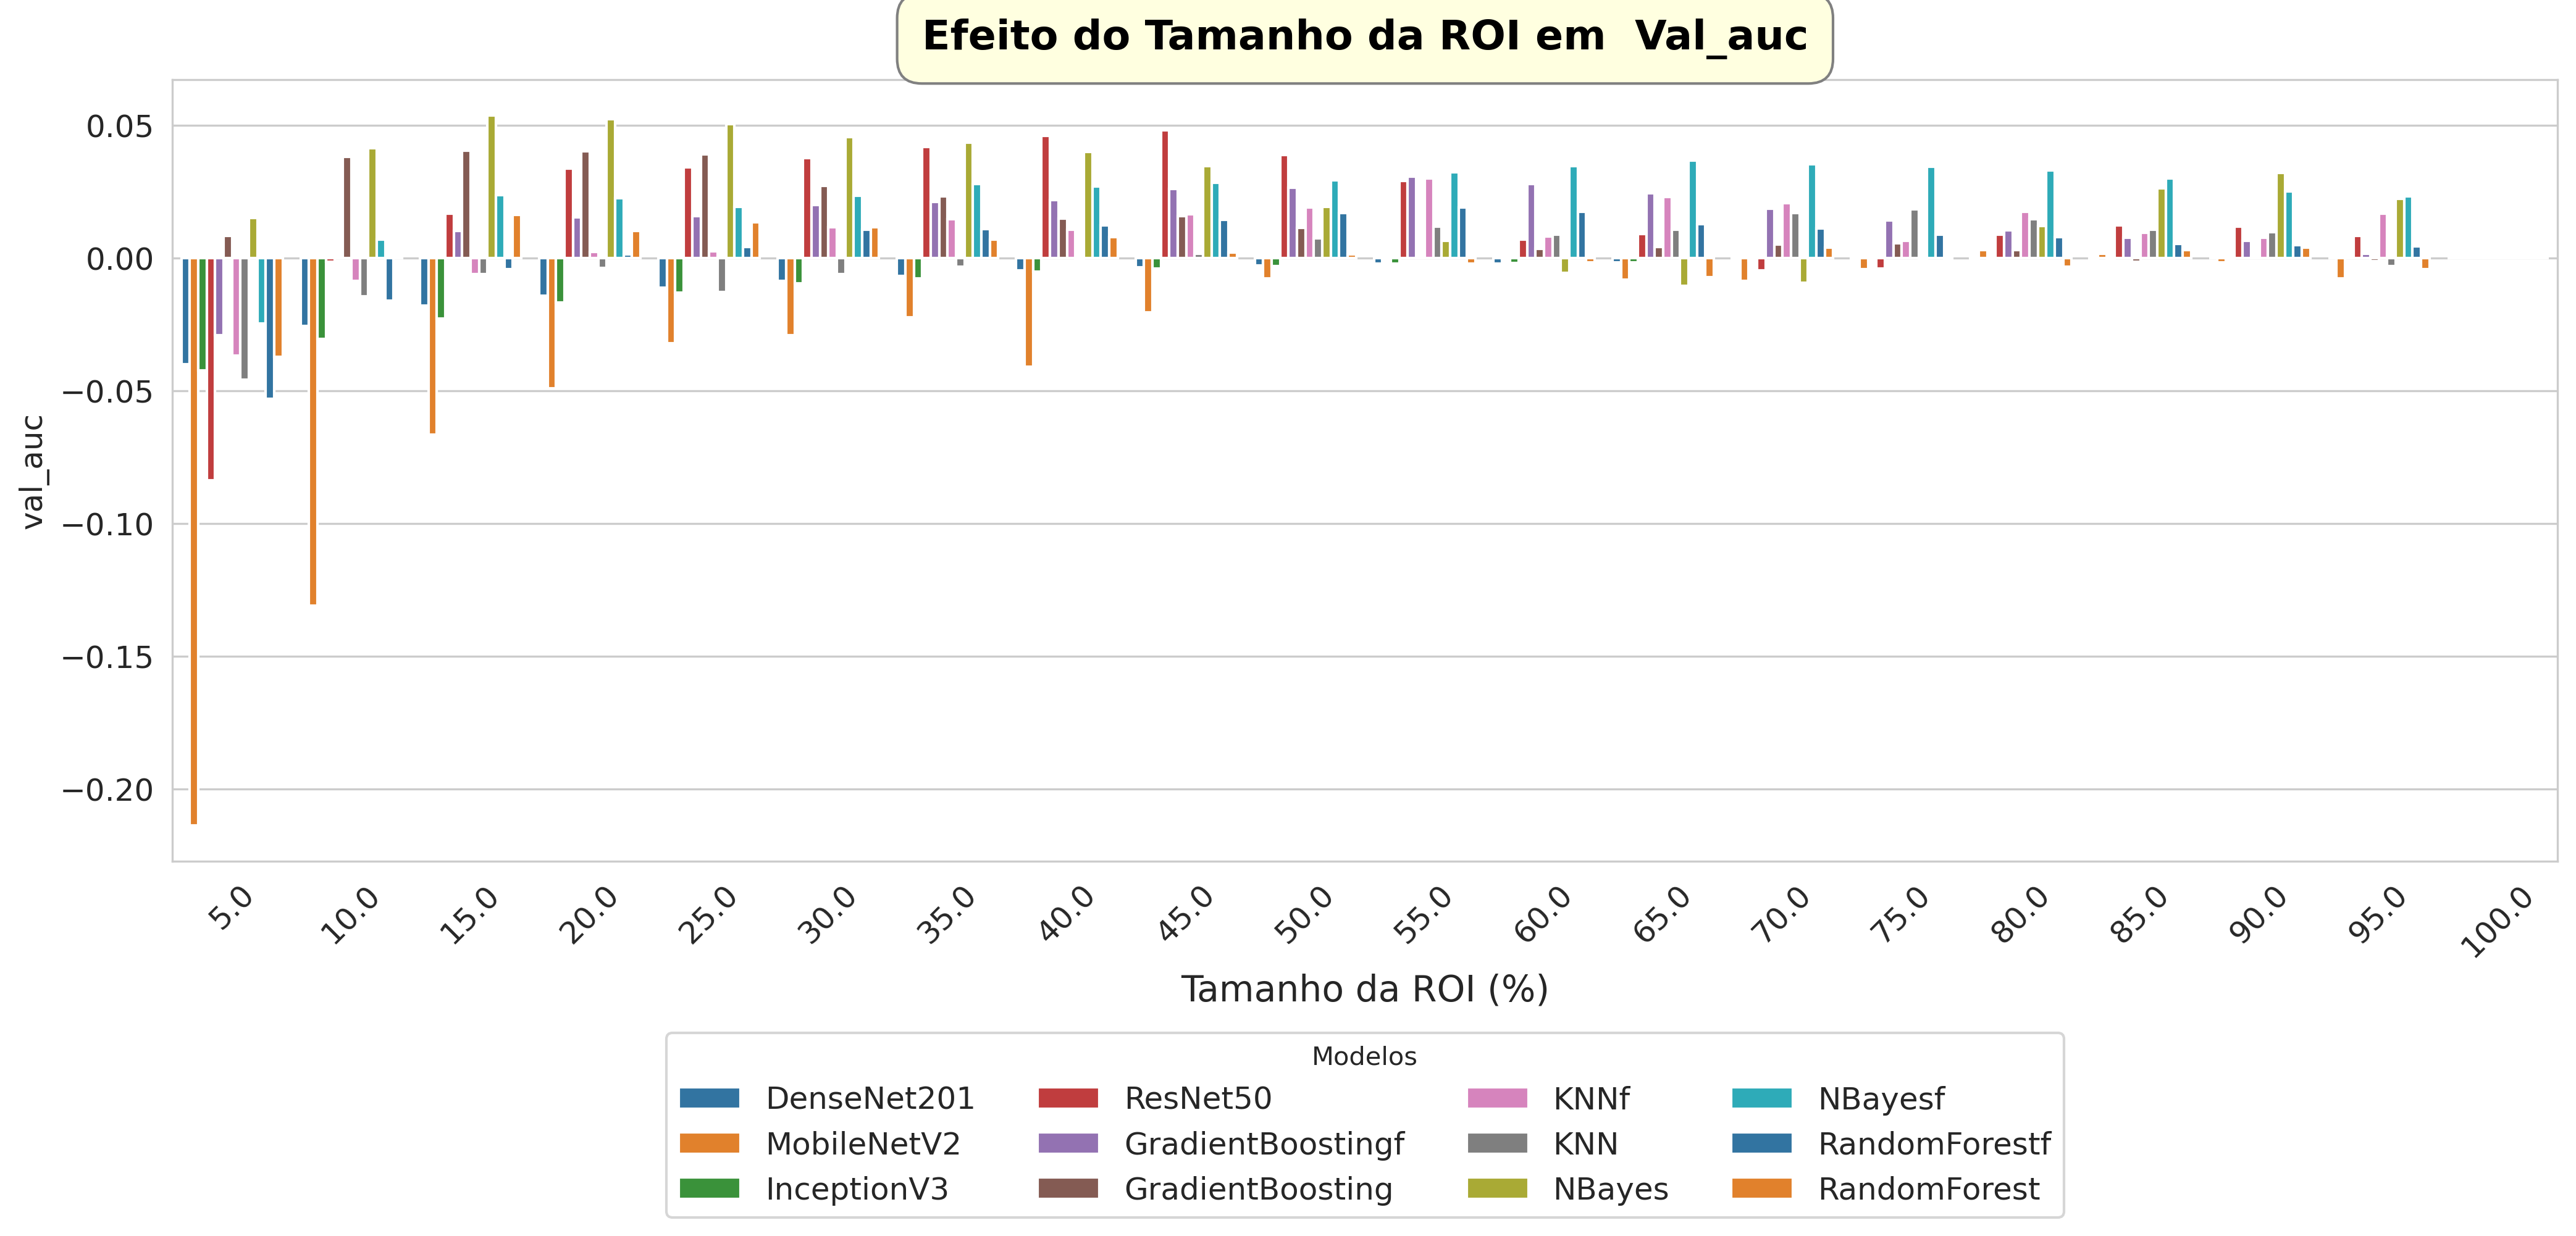 Efeito do Tamanho da ROI em  Val_auc
0.05
0.00
−0.05
−0.10
−0.15
−0.20
val_auc
5.0
10.0
15.0
20.0
25.0
30.0
35.0
40.0
45.0
50.0
55.0
60.0
65.0
70.0
75.0
80.0
85.0
90.0
95.0
100.0
Tamanho da ROI (%)
Modelos
DenseNet201
MobileNetV2
InceptionV3
ResNet50
GradientBoostingf
GradientBoosting
KNNf
KNN
NBayes
NBayesf
RandomForestf
RandomForest